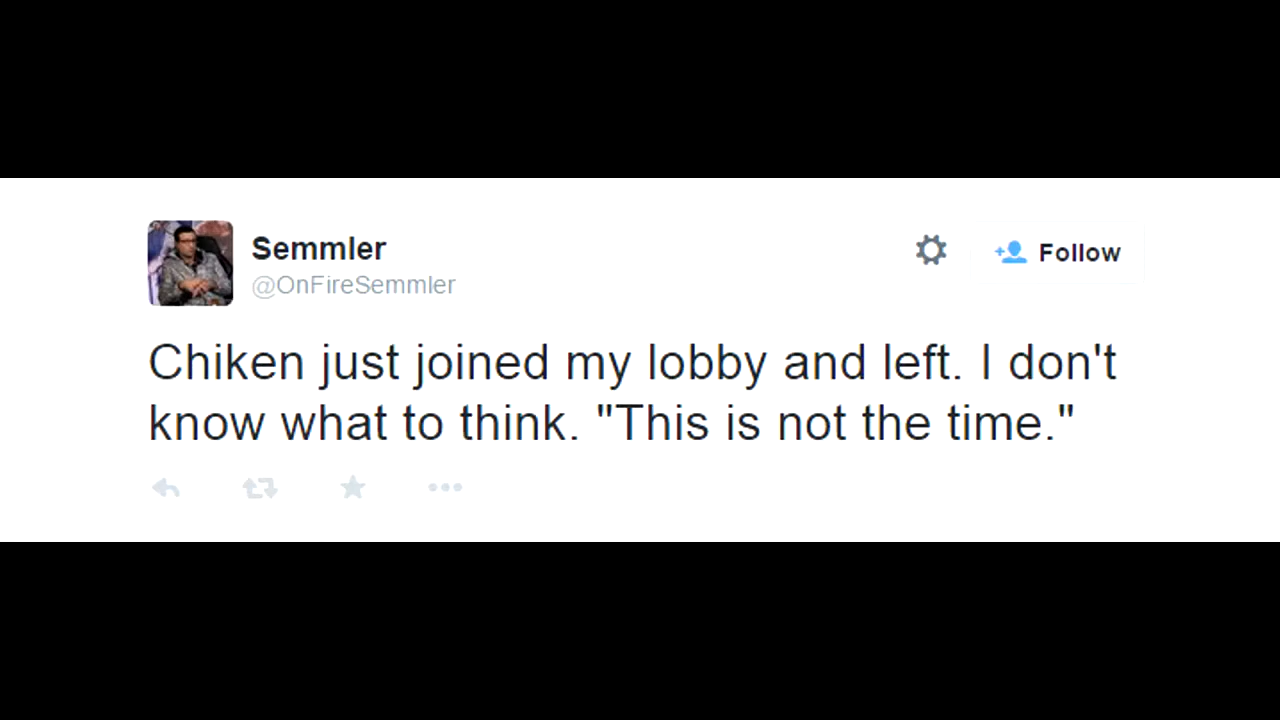 Semmler
@OnFireSemmler
Follow
Chiken just joined my lobby and left. I don't
know what to think. "This is not the time."